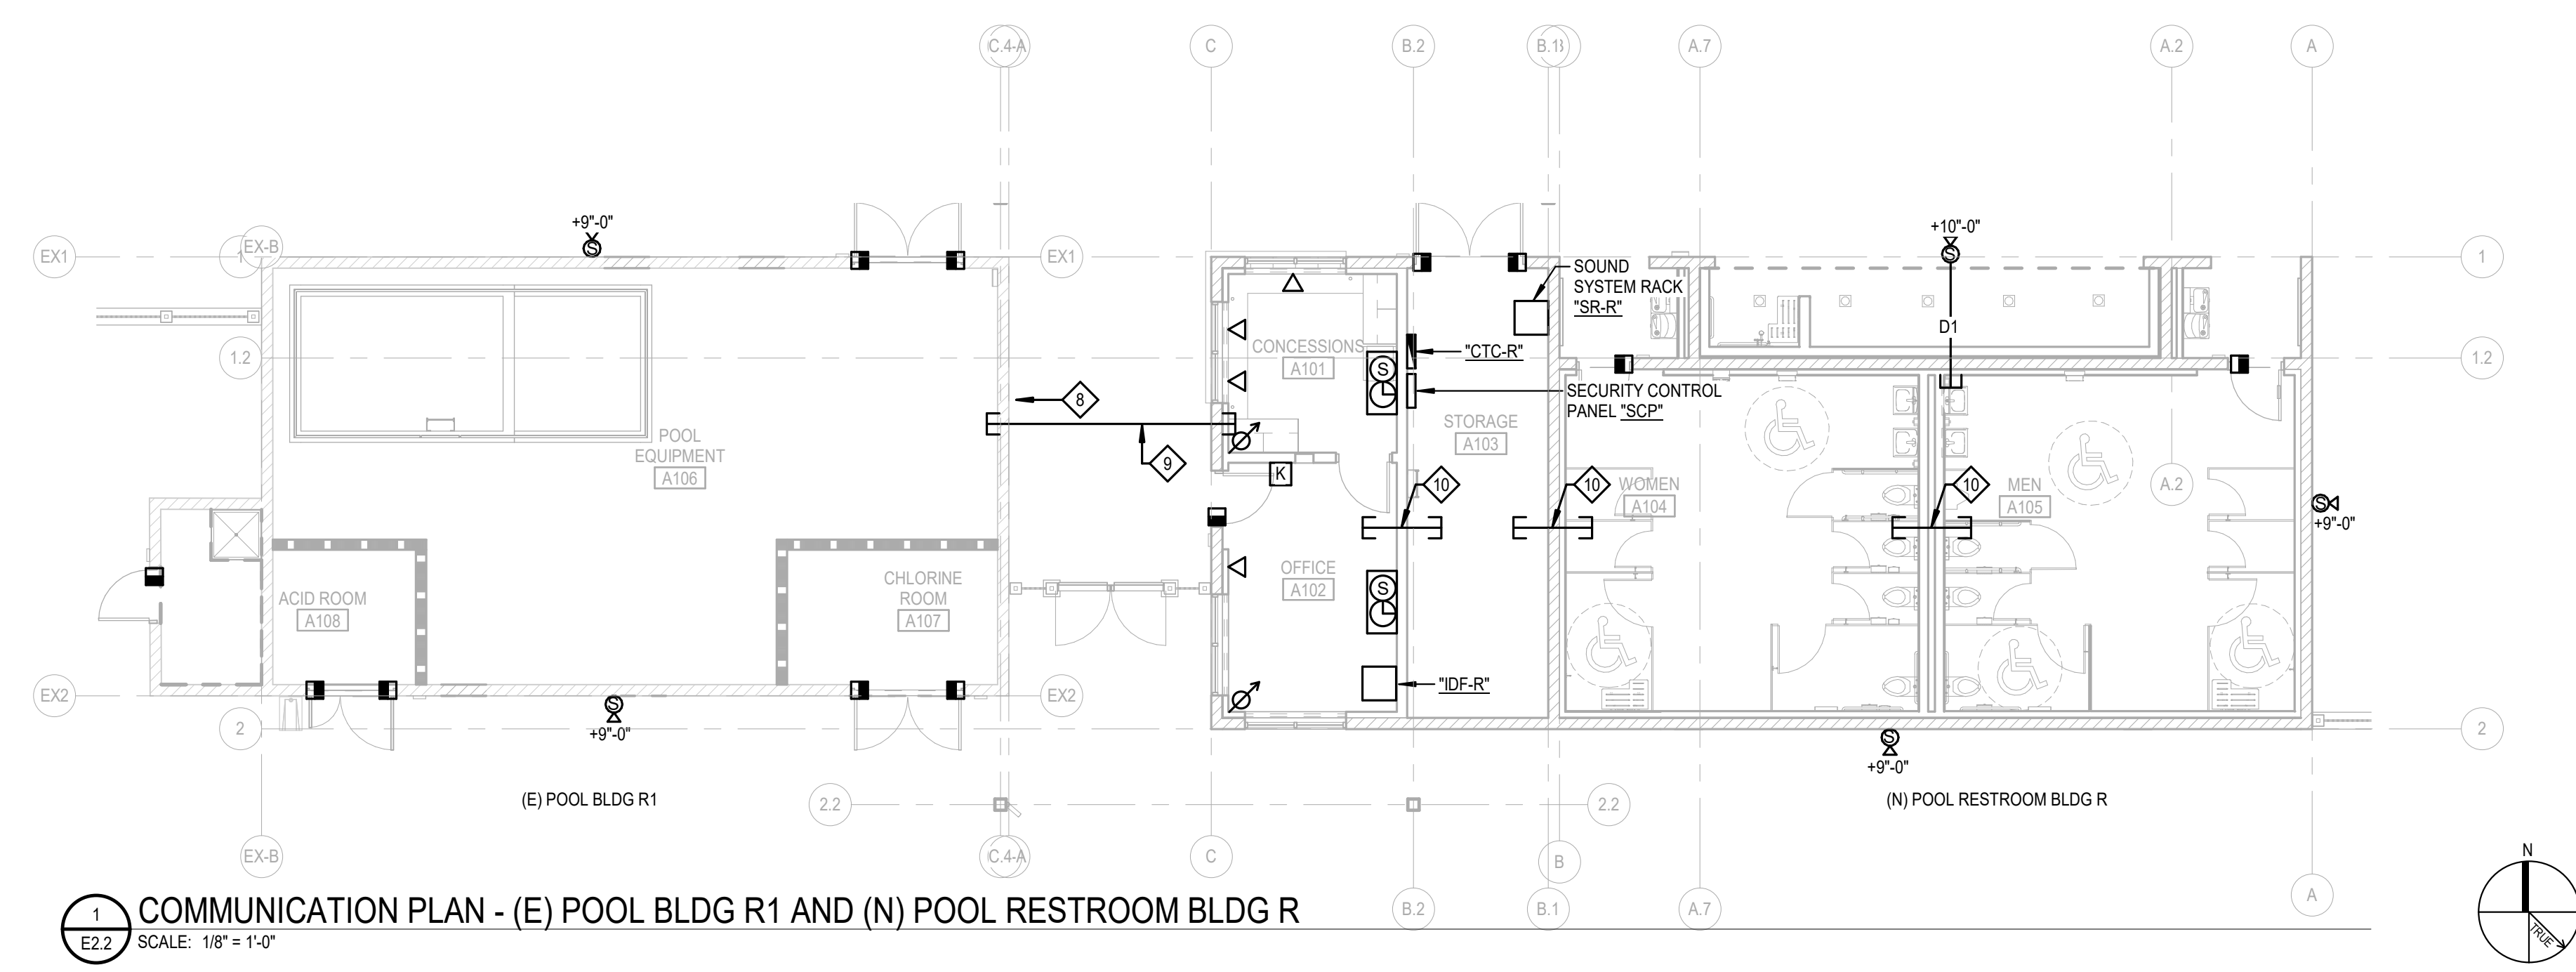 C.4-A
C
B.2
B.1
A.7
A.2
A
+9"-0"
+10"-0"
EX1
1
EX-B
S
EX1
S
1
SOUND
SYSTEM RACK
"SR-R"
D1
1.2
CONCESSIONS
A101
S
"CTC-R"
1.2
8
SECURITY CONTROL
PANEL "SCP"
POOL
EQUIPMENT
A106
9
K
STORAGE
A103
10
10
WOMEN
A104
10
MEN
A105
A.2
S
+9"-0"
ACID ROOM
A108
CHLORINE
ROOM
A107
OFFICE
A102
S
"IDF-R"
EX2
S
+9"-0"
EX2
2
S
+9"-0"
2
(E) POOL BLDG R1
2.2
2.2
(N) POOL RESTROOM BLDG R
EX-B
C.4-A
C
B
B.2
B.1
A.7
A
N
TRUE
1
E2.2
COMMUNICATION PLAN - (E) POOL BLDG R1 AND (N) POOL RESTROOM BLDG R
SCALE: 1/8" = 1'-0"